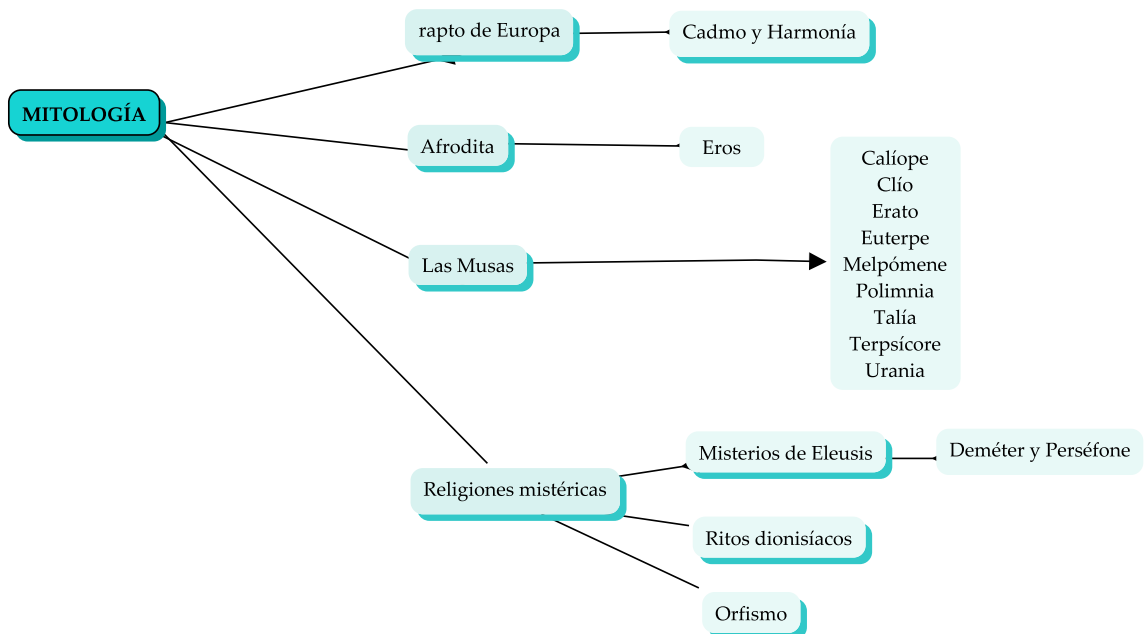 MITOLOGÍA
rapto de Europa
Cadmo y Harmonía
Afrodita
Eros
Las Musas
Calíope
Clío
Erato
Euterpe
Melpómene
Polimnia
Talía
Terpsícore
Urania
Religiones mistéricas
Misterios de Eleusis
Deméter y Perséfone
Ritos dionisíacos
Orfismo